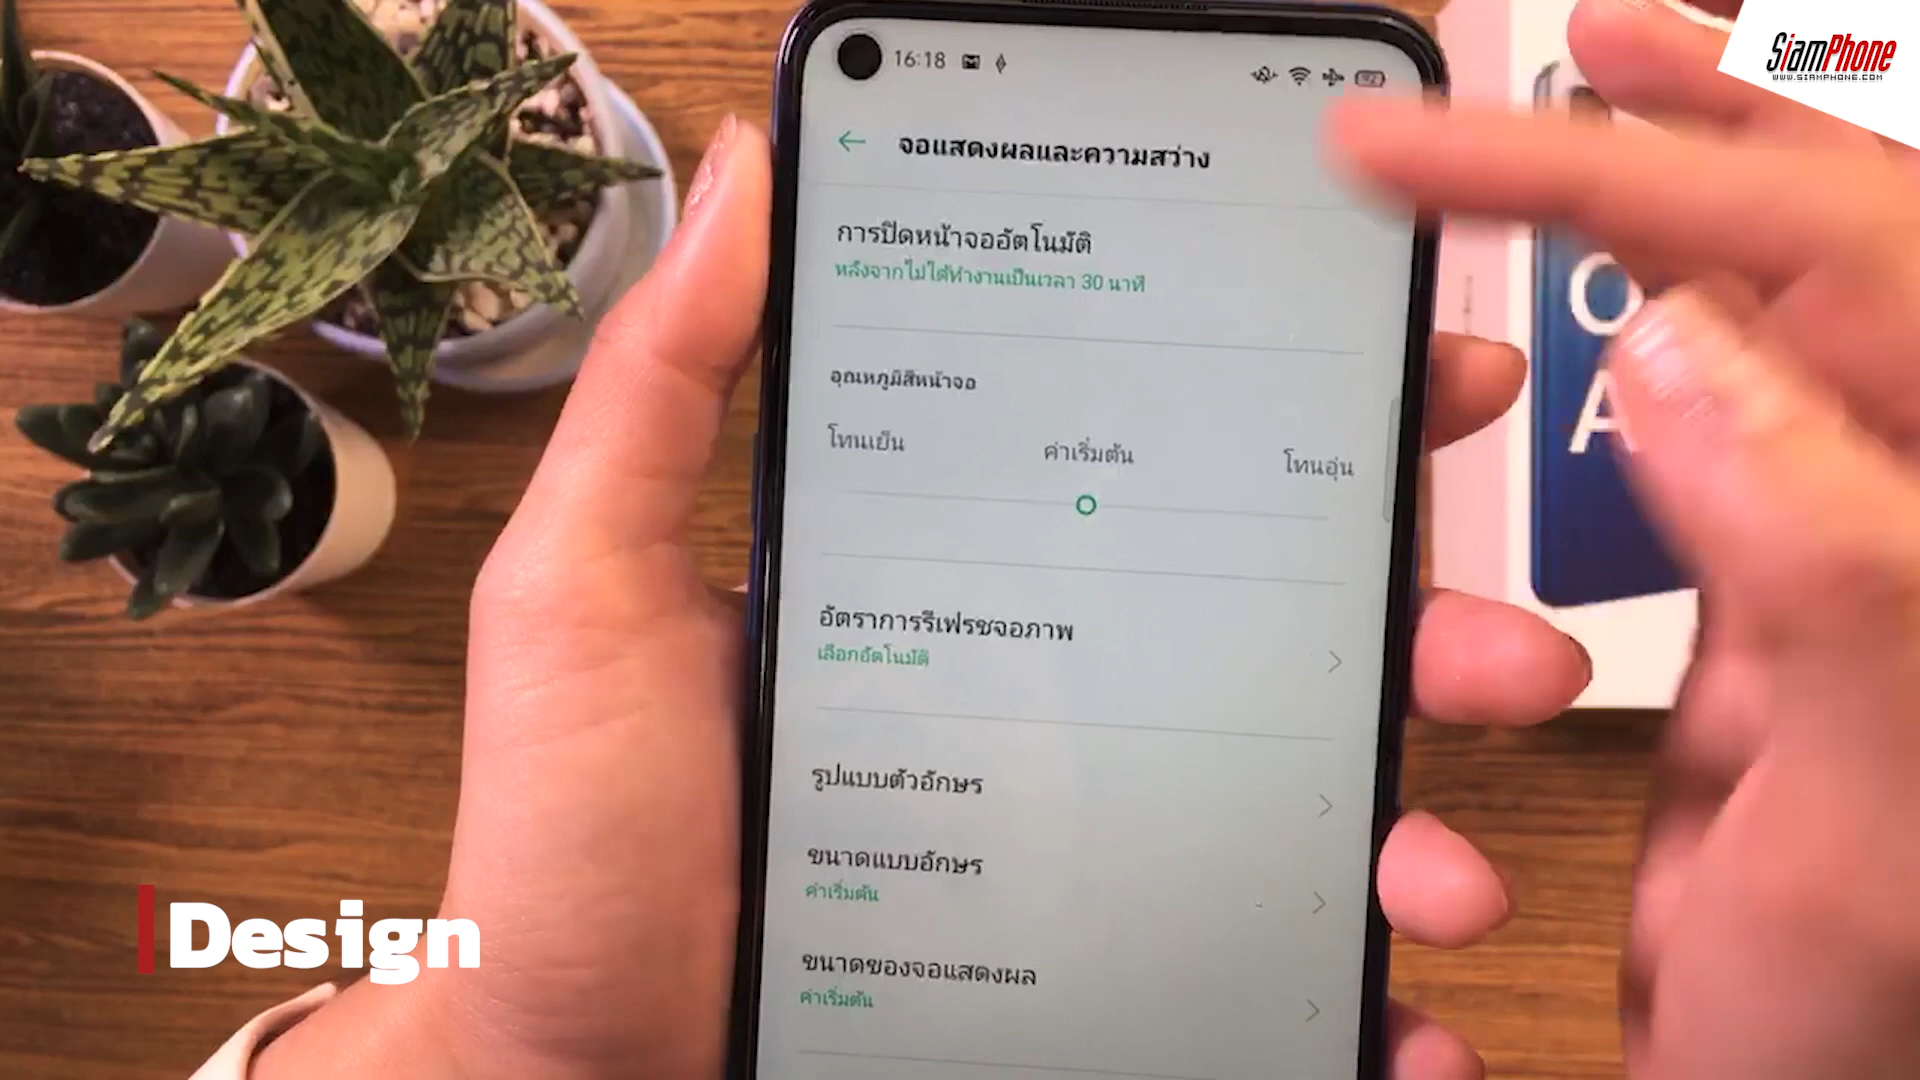 SiamPhone
WWW.SIAMPHONE.COM
16:18
92
จอแสดงผลและความสว่าง
การปิดหน้าจออัตโนมัติ
หลังจากไม่ได้ทำงานเป็นเวลา 30 นาที
อุณหภูมิสีหน้าจอ
โทนเย็น
ค่าเริ่มต้น
โทนอุ่น
อัตราการรีเฟรชจอภาพ
เลือกอัตโนมัติ
รูปแบบตัวอักษร
ขนาดแบบอักษร
ค่าเริ่มต้น
ขนาดของจอแสดงผล
ค่าเริ่มต้น
Design